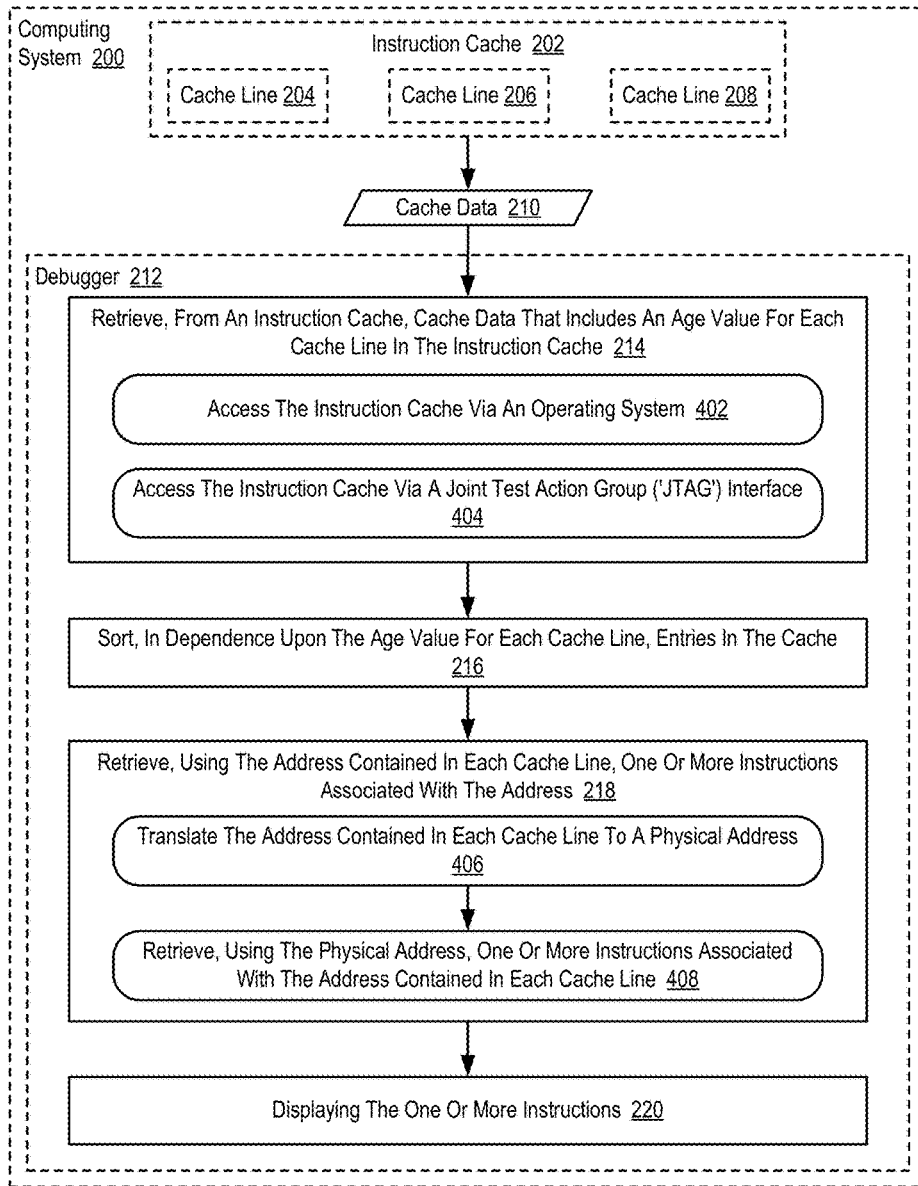 Computing
System 200
Instruction Cache 202
Cache Line 204
Cache Line 206
Cache Line 208
Cache Data 210
Debugger 212
Retrieve, From An Instruction Cache, Cache Data That Includes An Age Value For Each
Cache Line In The Instruction Cache 214
Access The Instruction Cache Via An Operating System 402
Access The Instruction Cache Via A Joint Test Action Group ('JTAG') Interface
404
Sort, In Dependence Upon The Age Value For Each Cache Line, Entries In The Cache
216
Retrieve, Using The Address Contained In Each Cache Line, One Or More Instructions
Associated With The Address 218
Translate The Address Contained In Each Cache Line To A Physical Address
406
Retrieve, Using The Physical Address, One Or More Instructions Associated
With The Address Contained In Each Cache Line 408
Displaying The One Or More Instructions 220